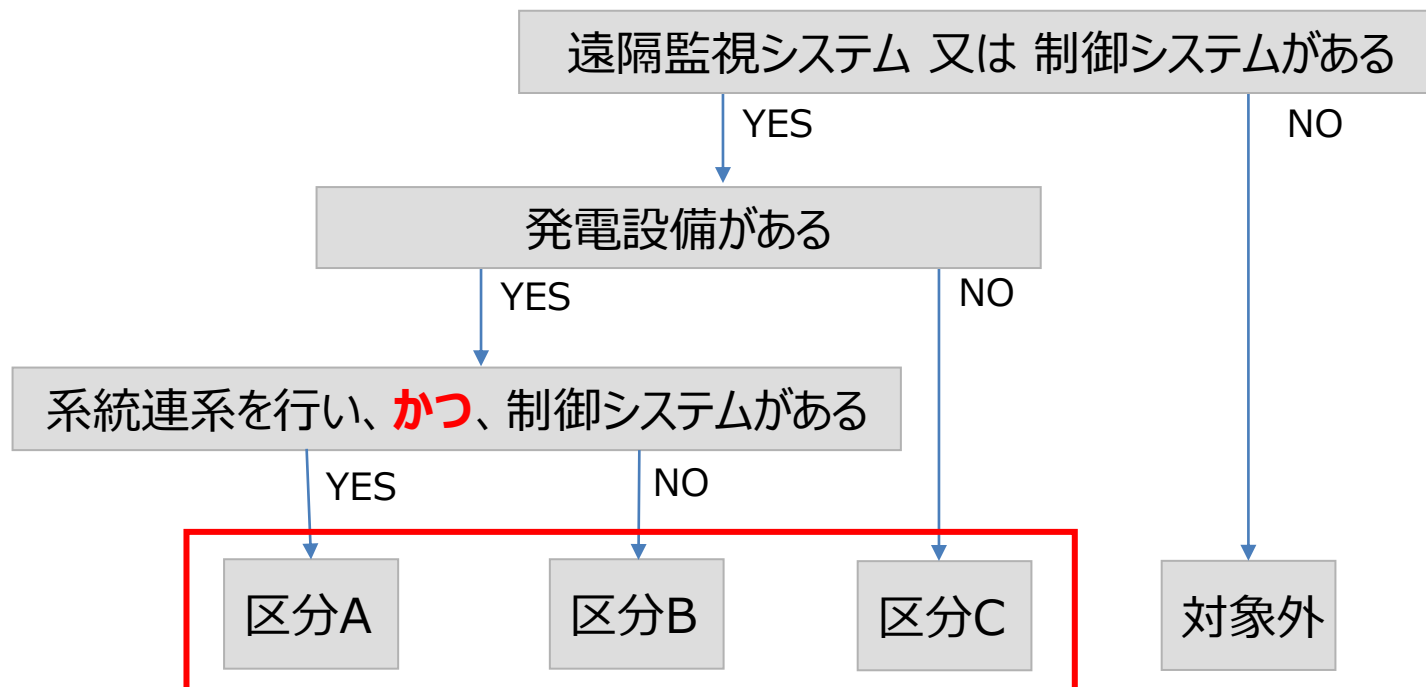 遠隔監視システム 又は 制御システムがある
YES
NO
発電設備がある
YES
NO
系統連系を行い、かつ、制御システムがある
YES
NO
区分A
区分B
区分C
対象外